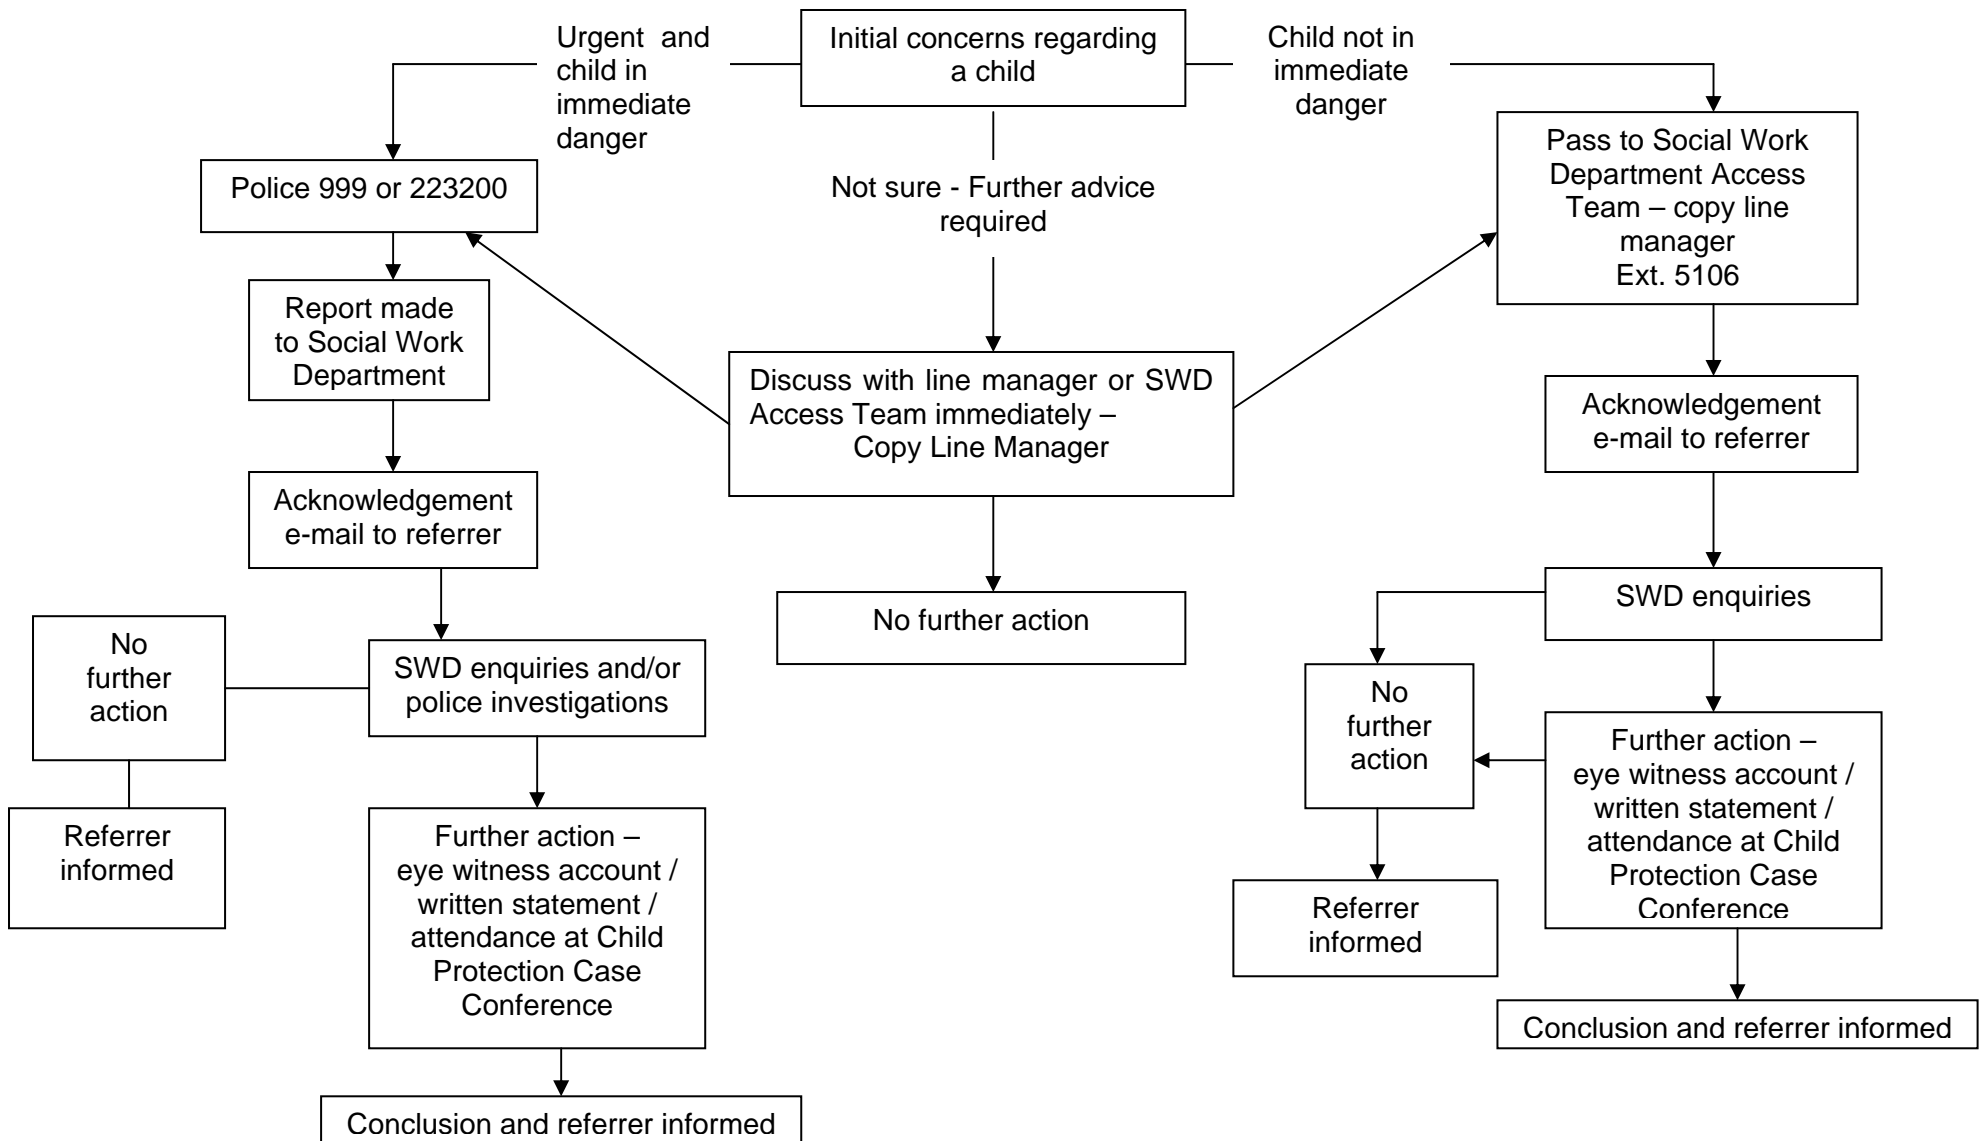 Initial concerns regarding
a child
Urgent and
child in
immediate
danger
Child not in
immediate
danger
Police 999 or 223200
Not sure - Further advice
required
Pass to Social Work
Department Access
Team – copy line
manager
Ext. 5106
Report made
to Social Work
Department
Discuss with line manager or SWD
Access Team immediately –
Copy Line Manager
Acknowledgement
e-mail to referrer
Acknowledgement
e-mail to referrer
No further action
SWD enquiries
No
further
action
SWD enquiries and/or
police investigations
No
further
action
Further action –
eye witness account /
written statement /
attendance at Child
Protection Case
Conference
Referrer
informed
Further action –
eye witness account /
written statement /
attendance at Child
Protection Case
Conference
Referrer
informed
Conclusion and referrer informed
Conclusion and referrer informed